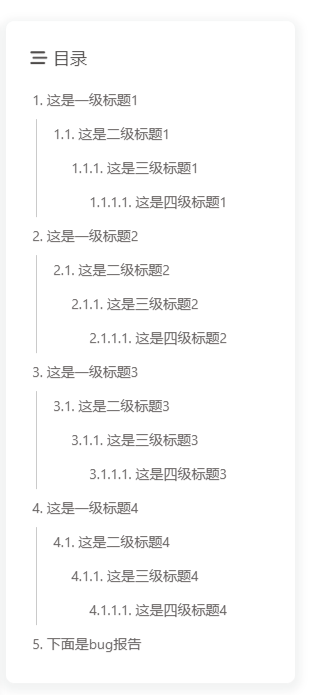 目录
1. 这是一级标题1
1.1. 这是二级标题1
1.1.1. 这是三级标题1
1.1.1.1. 这是四级标题1
2. 这是一级标题2
2.1. 这是二级标题2
2.1.1. 这是三级标题2
2.1.1.1. 这是四级标题2
3. 这是一级标题3
3.1. 这是二级标题3
3.1.1. 这是三级标题3
3.1.1.1. 这是四级标题3
4. 这是一级标题4
4.1. 这是二级标题4
4.1.1. 这是三级标题4
4.1.1.1. 这是四级标题4
5. 下面是bug报告